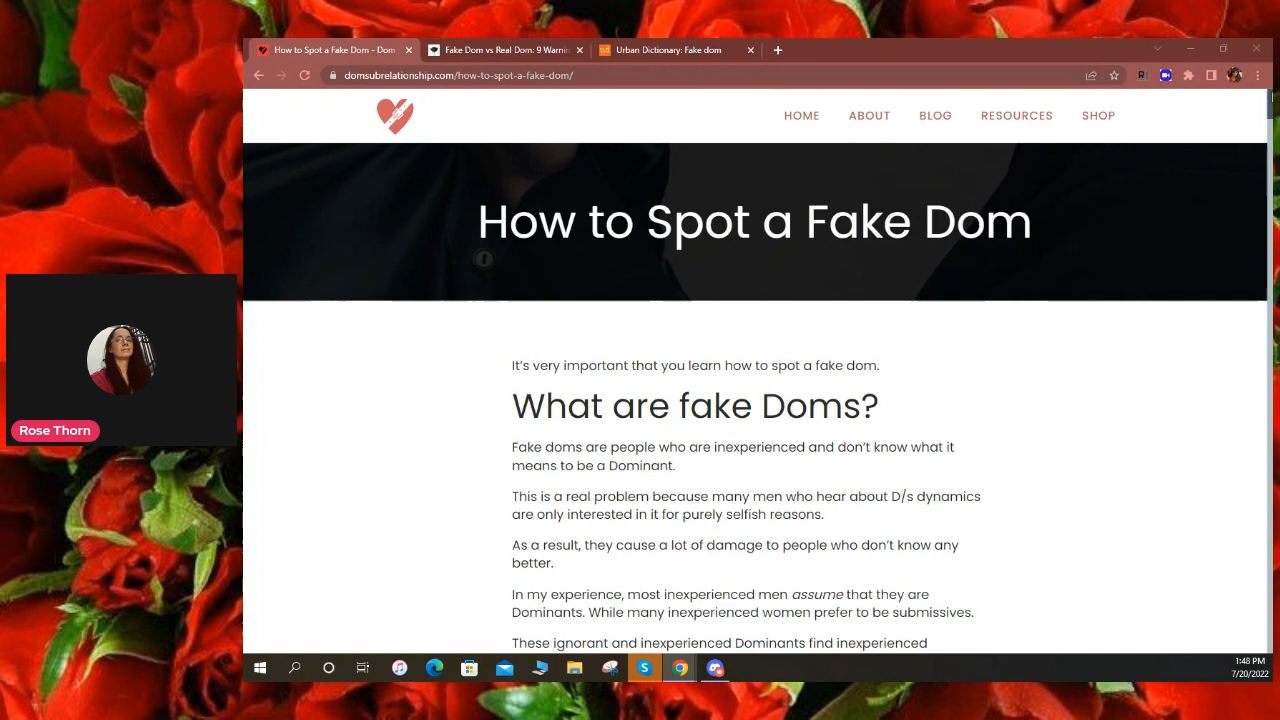 How to Spot a Fake Dom - Dom
Fake Dom vs Real Dom: 9 Warnin
ud
Urban Dictionary: Fake dom
domsubrelationship.com/how-to-spot-a-fake-dom/
HOME ABOUT BLOG RESOURCES SHOP
How to Spot a Fake Dom
It's very important that you learn how to spot a fake dom.
What are fake Doms?
Fake doms are people who are inexperienced and don't know what it
means to be a Dominant.
This is a real problem because many men who hear about D/s dynamics
are only interested in it for purely selfish reasons.
As a result, they cause a lot of damage to people who don't know any
better.
In my experience, most inexperienced men assume that they are
Dominants. While many inexperienced women prefer to be submissives.
These ignorant and inexperienced Dominants find inexperienced
Rose Thorn
S
1:48 PM
7/20/2022